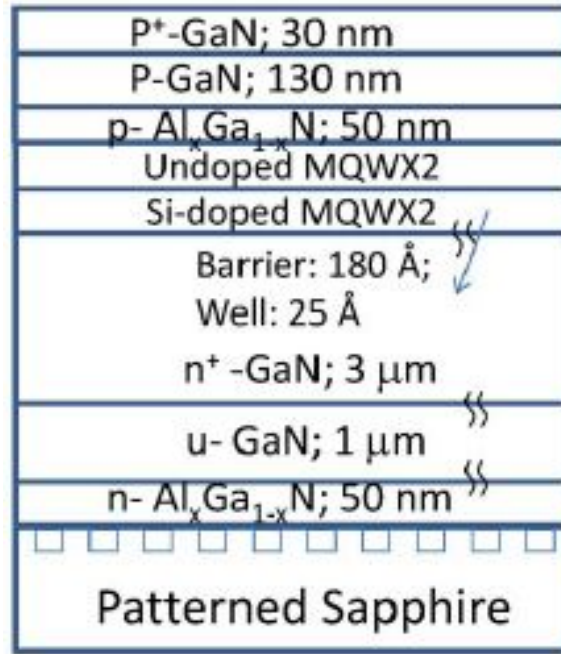 P⁺-GaN; 30 nm
P-GaN; 130 nm
p- AlₓGa₁₋ₓN; 50 nm
Undoped MQWX2
Si-doped MQWX2
Barrier: 180 Å;
Well: 25 Å
n⁺ -GaN; 3 μm
u- GaN; 1 μm
n- AlₓGa₁₋ₓN; 50 nm
Patterned Sapphire